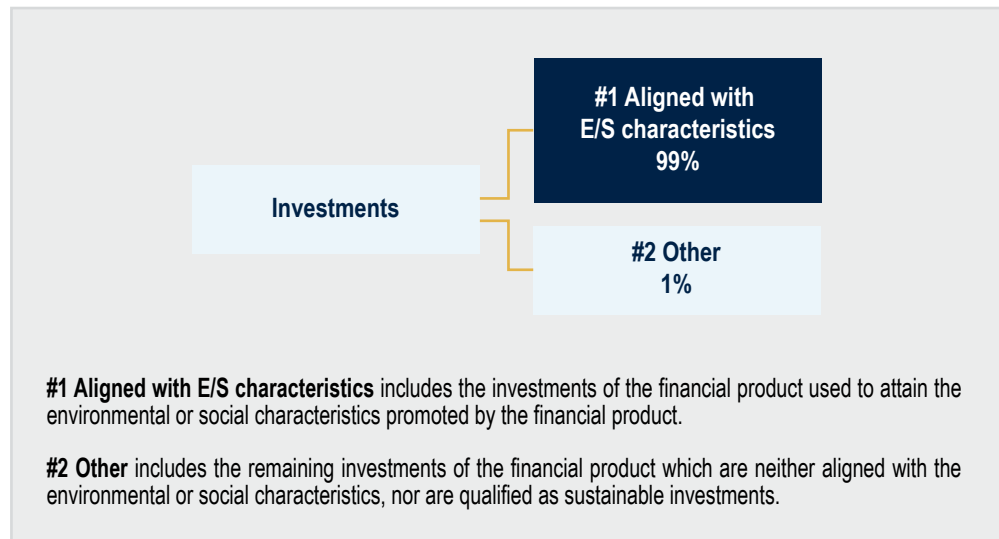 #1 Aligned with
E/S characteristics
99%
Investments
#2 Other
1%
#1 Aligned with E/S characteristics includes the investments of the financial product used to attain the
environmental or social characteristics promoted by the financial product.
#2 Other includes the remaining investments of the financial product which are neither aligned with the
environmental or social characteristics, nor are qualified as sustainable investments.